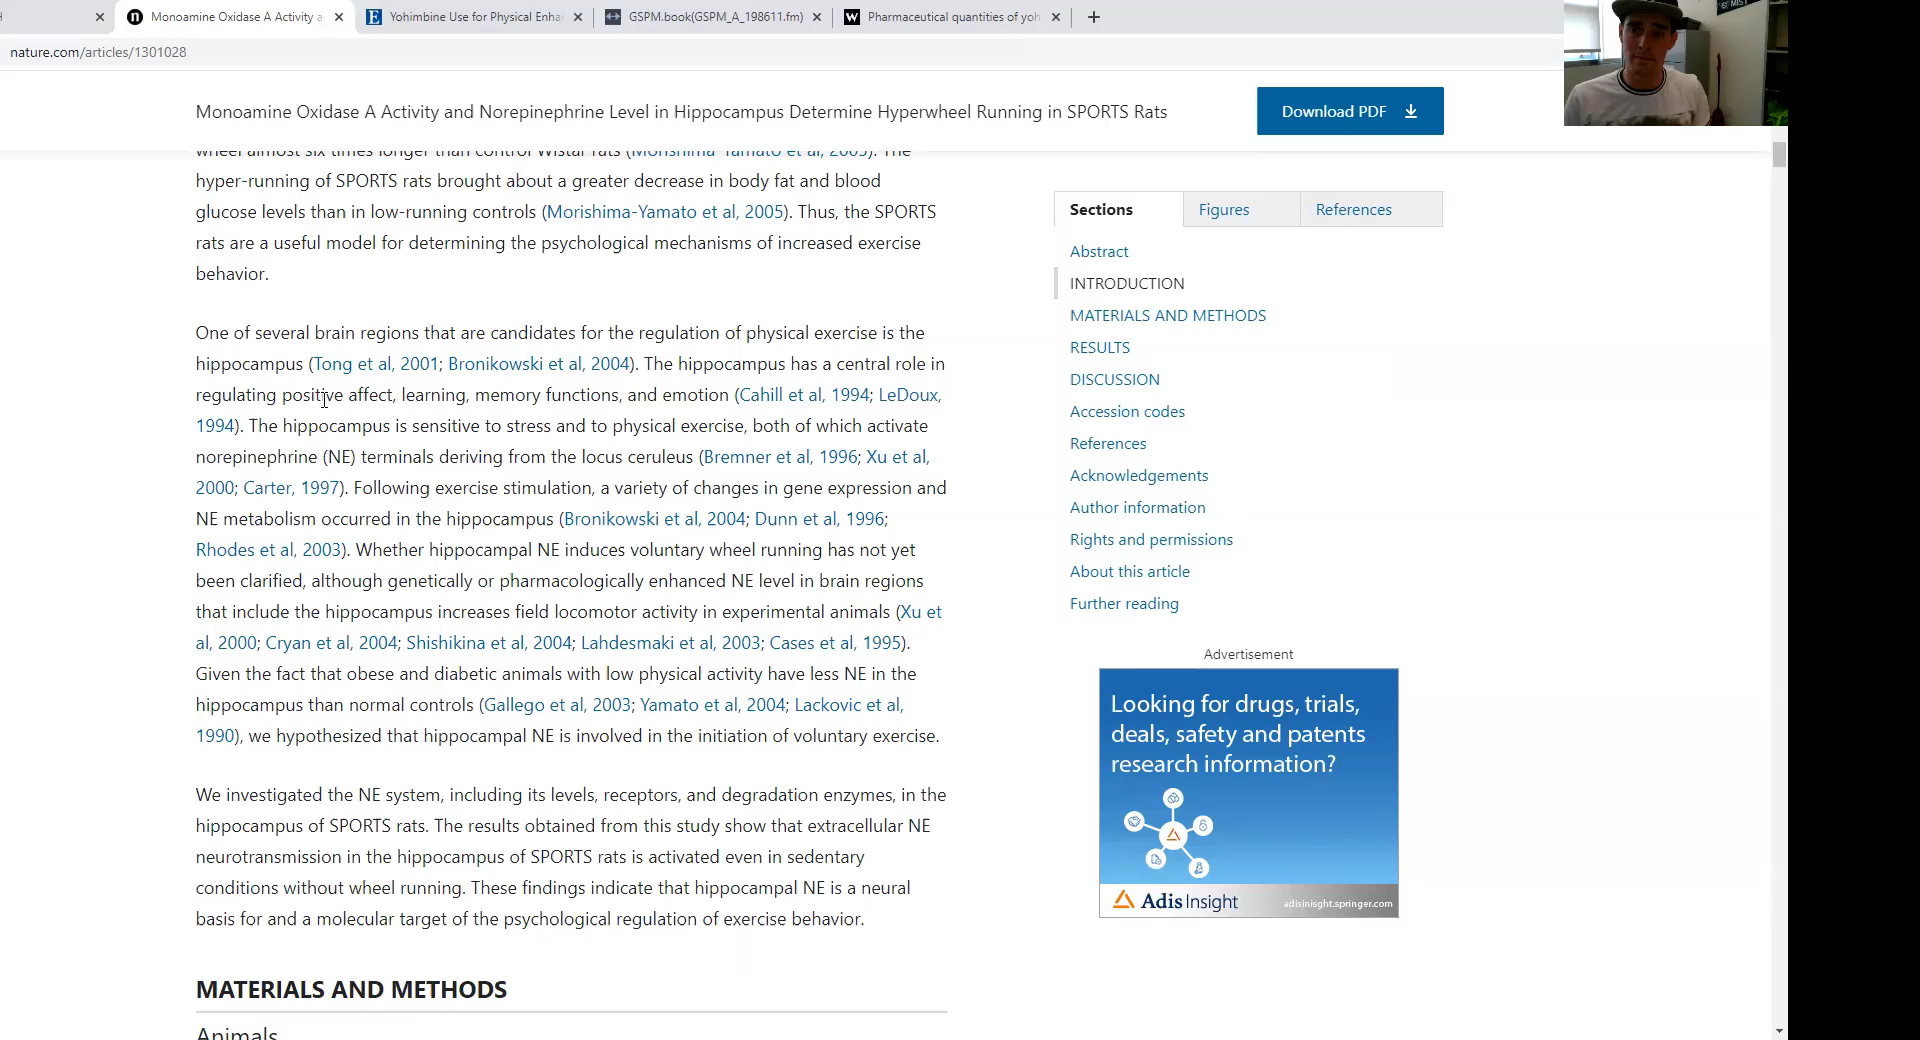 Monoamine Oxidase A Activity a
Yohimbine Use for Physical Enha
GSPM.book(GSPM_A_198611.fm)
Pharmaceutical quantities of yoh
nature.com/articles/1301028
Monoamine Oxidase A Activity and Norepinephrine Level in Hippocampus Determine Hyperwheel Running in SPORTS Rats
Download PDF
wheel almost six times longer than control Wistar rats (Morishima-Yamato et al, 2005). The
hyper-running of SPORTS rats brought about a greater decrease in body fat and blood
glucose levels than in low-running controls (Morishima-Yamato et al, 2005). Thus, the SPORTS
rats are a useful model for determining the psychological mechanisms of increased exercise
behavior.
One of several brain regions that are candidates for the regulation of physical exercise is the
hippocampus (Tong et al, 2001; Bronikowski et al, 2004). The hippocampus has a central role in
regulating positive affect, learning, memory functions, and emotion (Cahill et al, 1994; LeDoux,
1994). The hippocampus is sensitive to stress and to physical exercise, both of which activate
norepinephrine (NE) terminals deriving from the locus ceruleus (Bremner et al, 1996; Xu et al,
2000; Carter, 1997). Following exercise stimulation, a variety of changes in gene expression and
NE metabolism occurred in the hippocampus (Bronikowski et al, 2004; Dunn et al, 1996;
Rhodes et al, 2003). Whether hippocampal NE induces voluntary wheel running has not yet
been clarified, although genetically or pharmacologically enhanced NE level in brain regions
that include the hippocampus increases field locomotor activity in experimental animals (Xu et
al, 2000; Cryan et al, 2004; Shishikina et al, 2004; Lahdesmaki et al, 2003; Cases et al, 1995).
Given the fact that obese and diabetic animals with low physical activity have less NE in the
hippocampus than normal controls (Gallego et al, 2003; Yamato et al, 2004; Lackovic et al,
1990), we hypothesized that hippocampal NE is involved in the initiation of voluntary exercise.
We investigated the NE system, including its levels, receptors, and degradation enzymes, in the
hippocampus of SPORTS rats. The results obtained from this study show that extracellular NE
neurotransmission in the hippocampus of SPORTS rats is activated even in sedentary
conditions without wheel running. These findings indicate that hippocampal NE is a neural
basis for and a molecular target of the psychological regulation of exercise behavior.
MATERIALS AND METHODS
Animals
Sections
Figures
References
Abstract
INTRODUCTION
MATERIALS AND METHODS
RESULTS
DISCUSSION
Accession codes
References
Acknowledgements
Author information
Rights and permissions
About this article
Further reading
Advertisement
Looking for drugs, trials,
deals, safety and patents
research information?
Adis Insight
adisinisght.springer.com